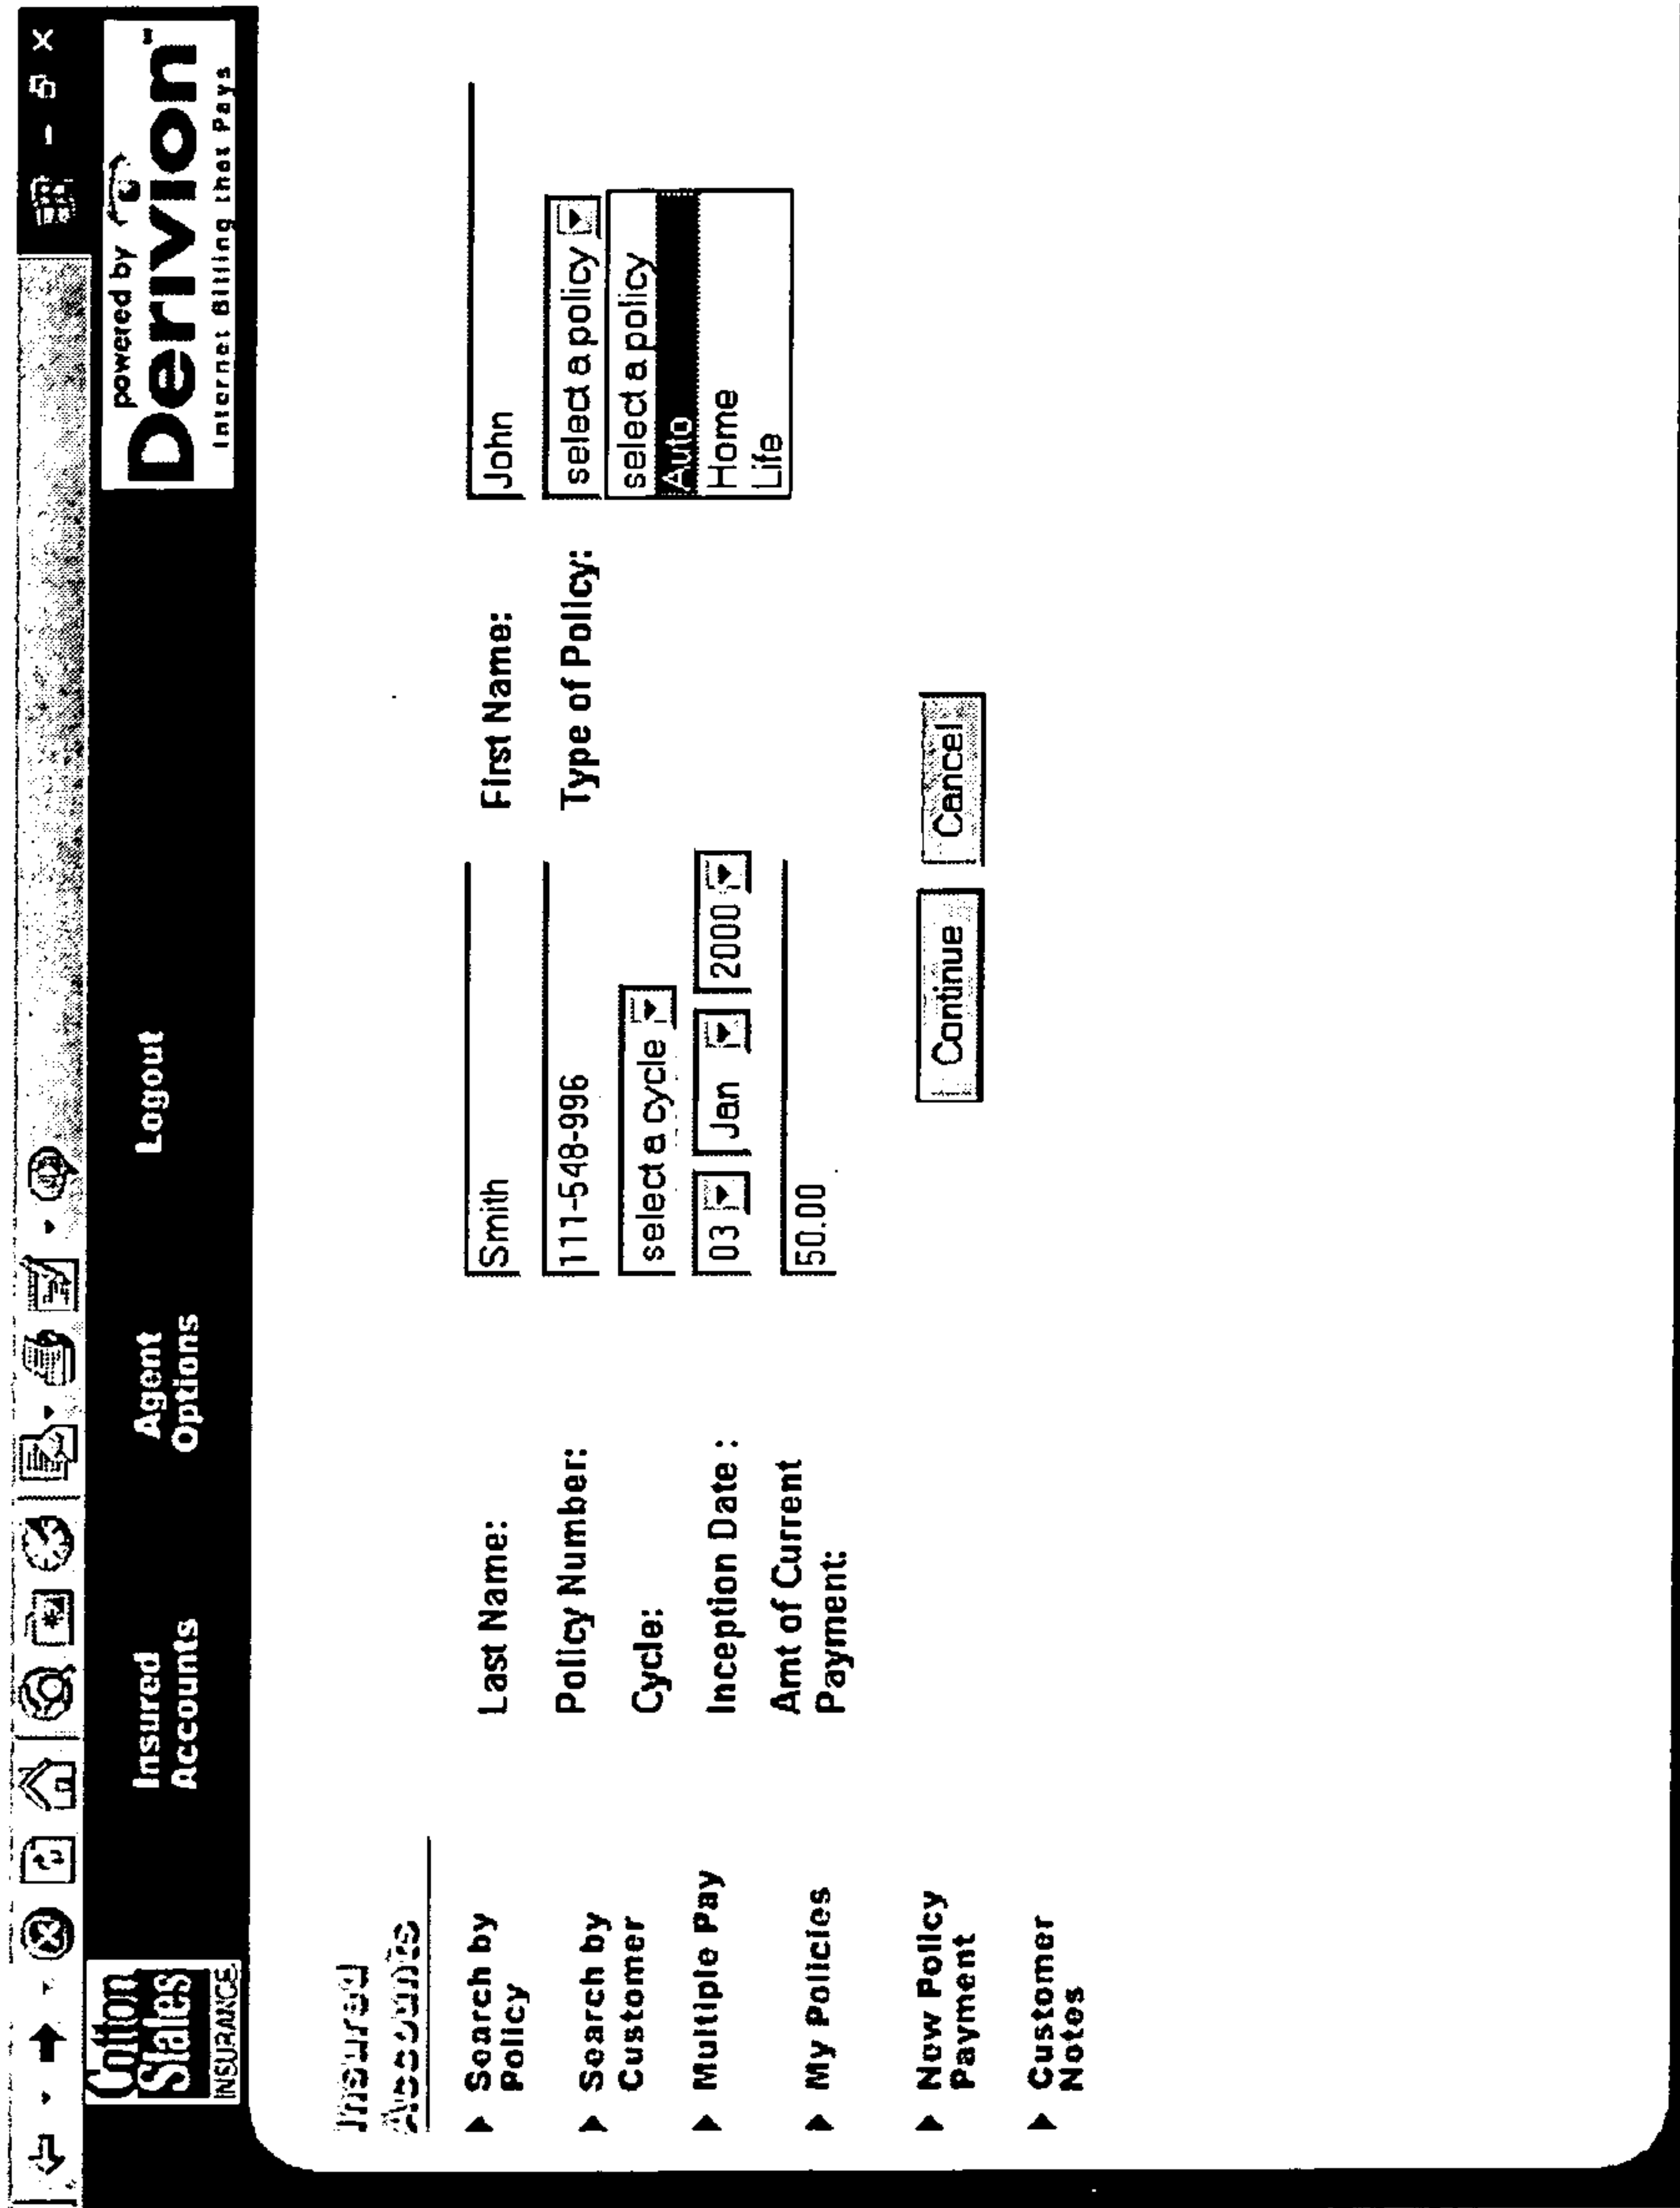 Cotton
States
INSURANCE
Insured
Accounts
Agent
Options
Logout
powered by
Derivion™
Internet Billing that Pays
Insured
Accounts
Search by
Policy
Search by
Customer
Multiple Pay
My Policies
New Policy
Payment
Customer
Notes
Last Name: Smith First Name: John
Policy Number: 111-548-996 Type of Policy: select a policy
select a policy
Auto
Home
Life
Cycle: select a cycle
Inception Date : 03 Jan 2000
Amt of Current
Payment: 50.00
Continue Cancel